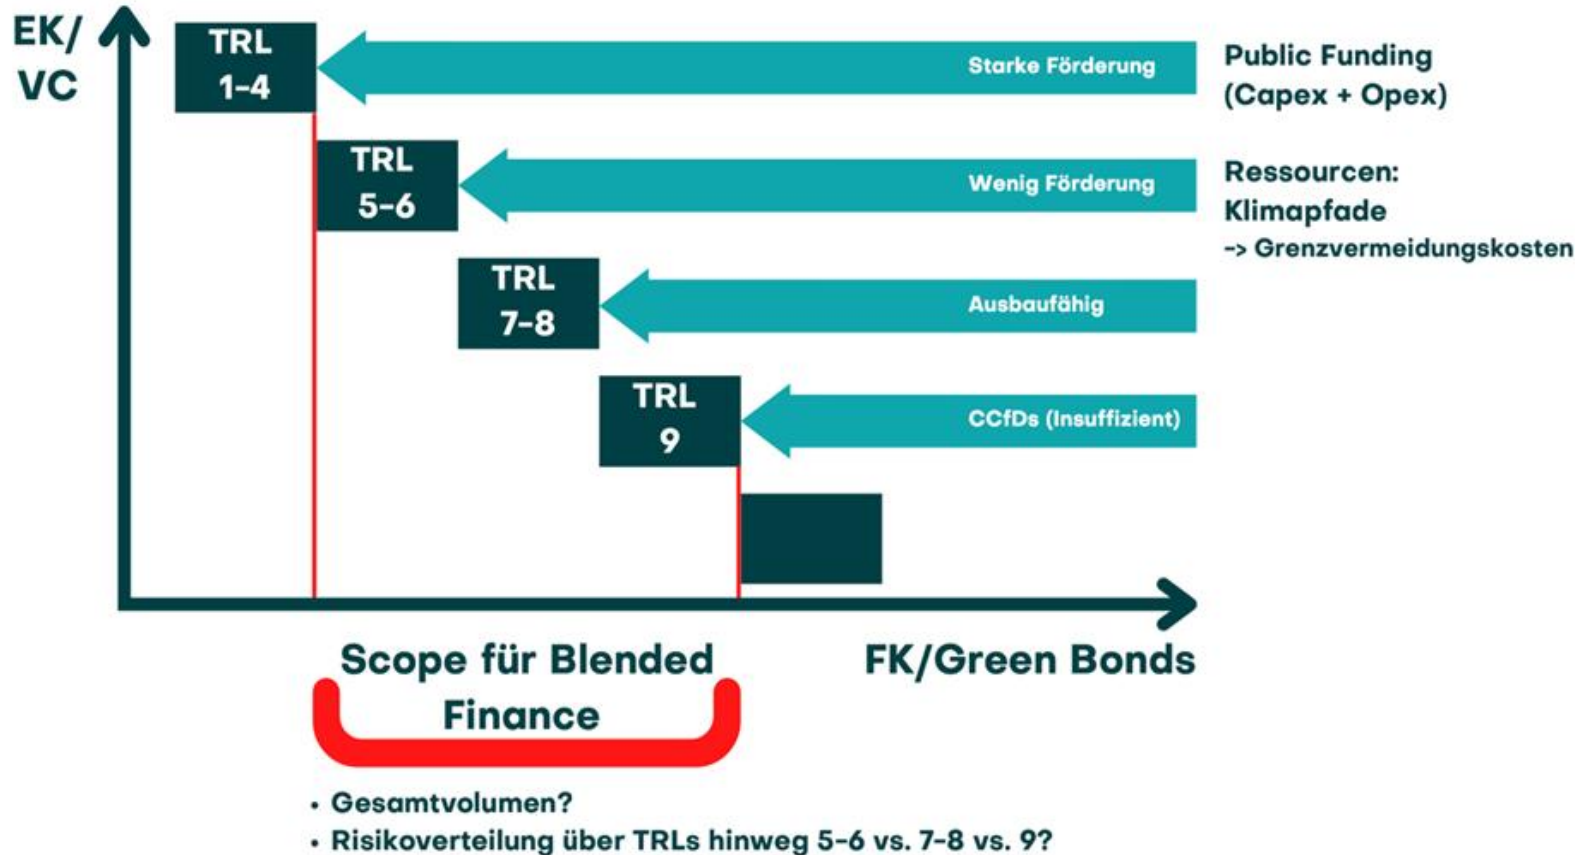 EK/
VC
TRL
1-4
Starke Förderung
Public Funding
(Capex + Opex)
TRL
5-6
Wenig Förderung
Ressourcen:
Klimapfade
-> Grenzvermeidungskosten
TRL
7-8
Ausbaufähig
TRL
9
CCfDs (Insuffizient)
Scope für Blended
Finance
FK/Green Bonds
• Gesamtvolumen?
• Risikoverteilung über TRLs hinweg 5-6 vs. 7-8 vs. 9?